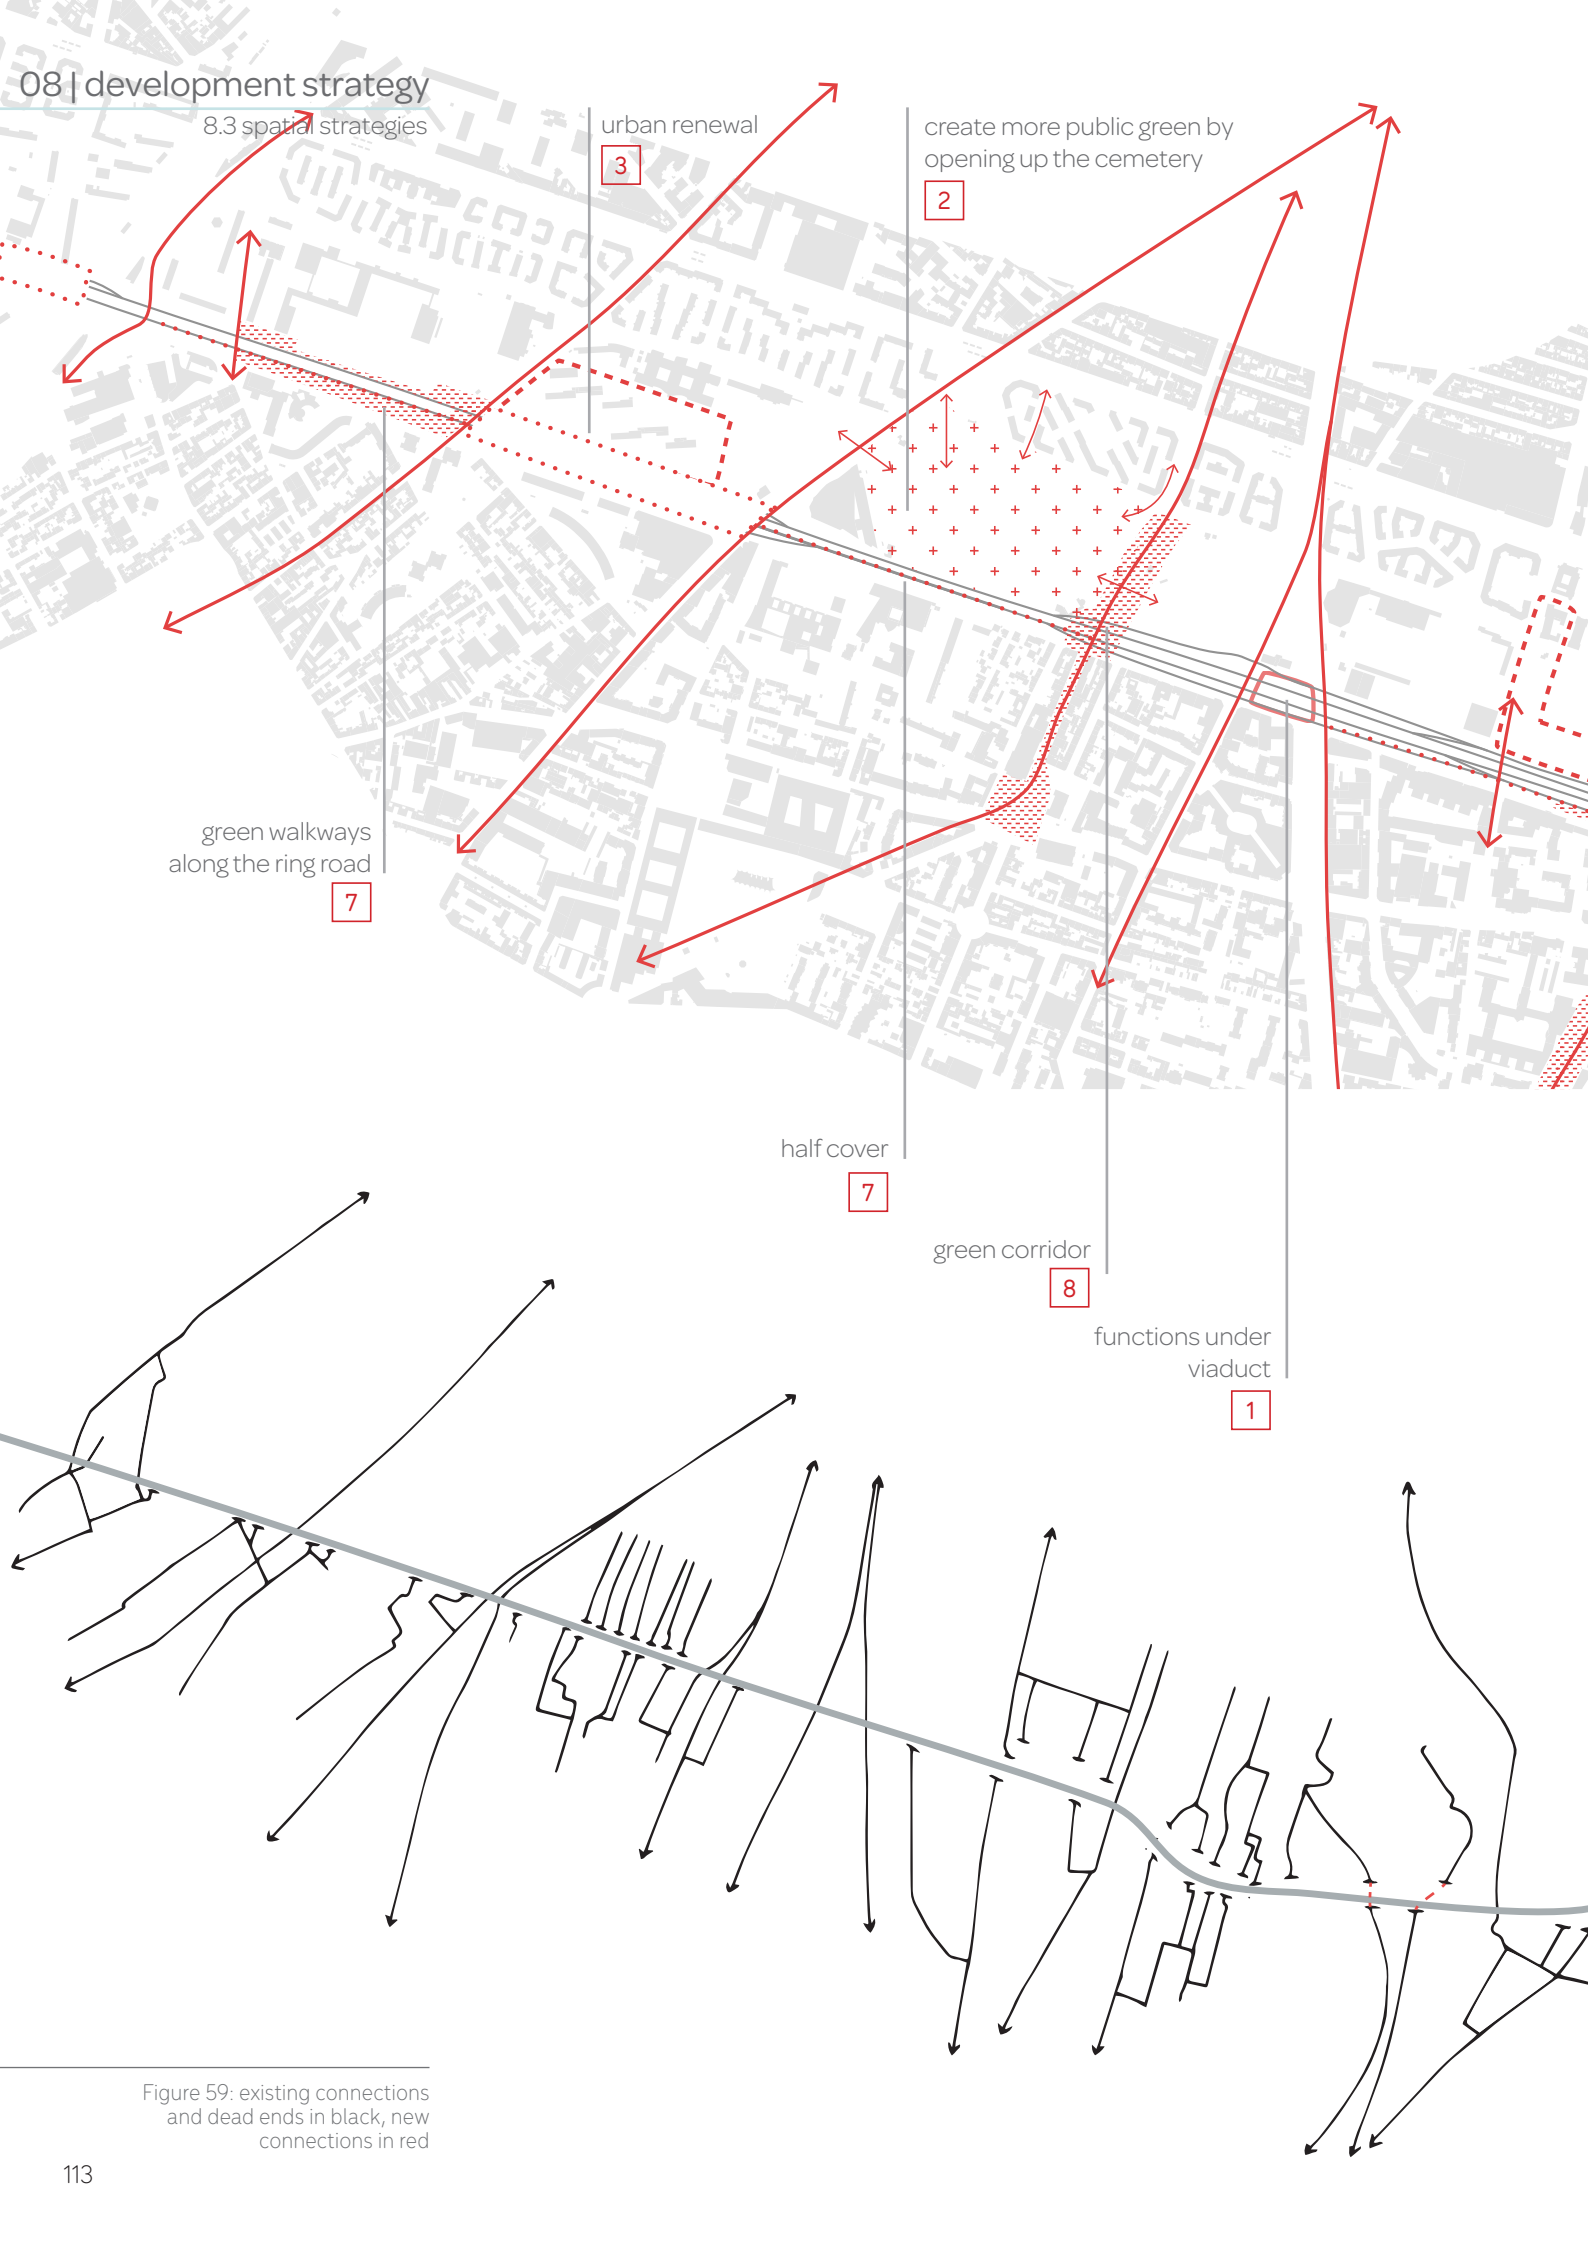 08 | development strategy
8.3 spatial strategies
urban renewal
3
create more public green by
opening up the cemetery
2
green walkways
along the ring road
7
half cover
7
green corridor
8
functions under
viaduct
1
Figure 59: existing connections
and dead ends in black, new
connections in red
113